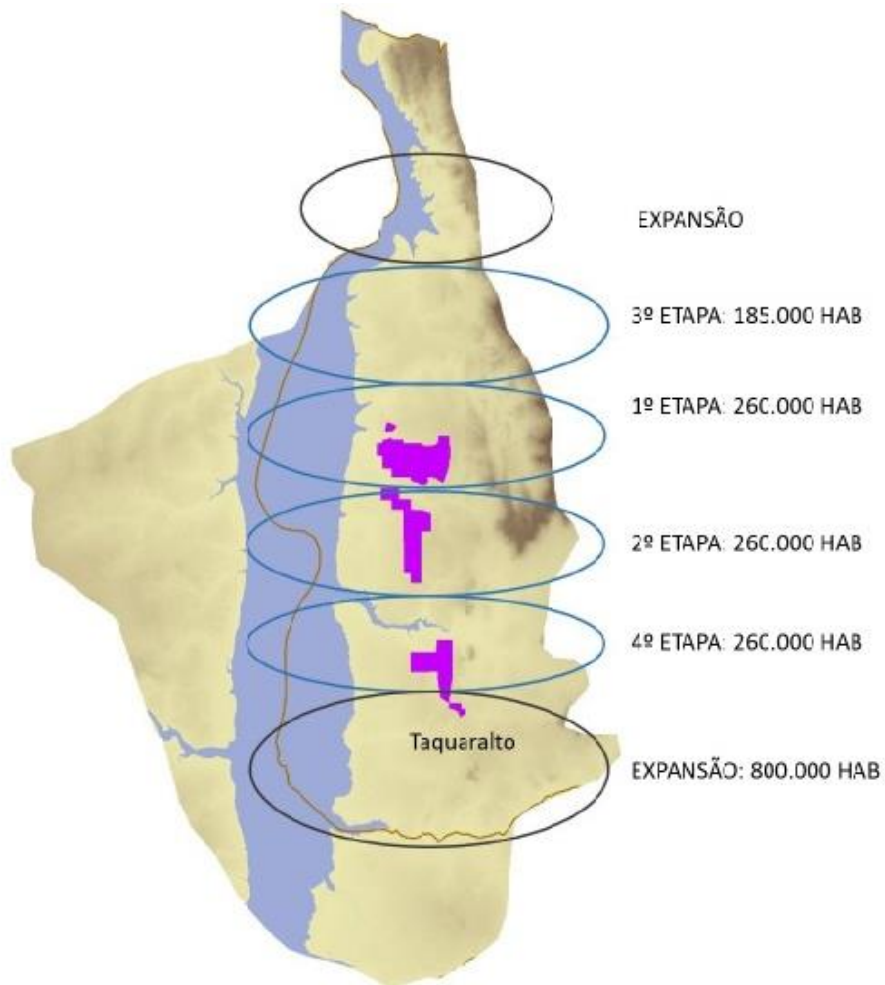 EXPANSÃO
3º ETAPA: 185.000 HAB
1º ETAPA: 260.000 HAB
2º ETAPA: 260.000 HAB
4º ETAPA: 260.000 HAB
Taquaralto
EXPANSÃO: 800.000 HAB